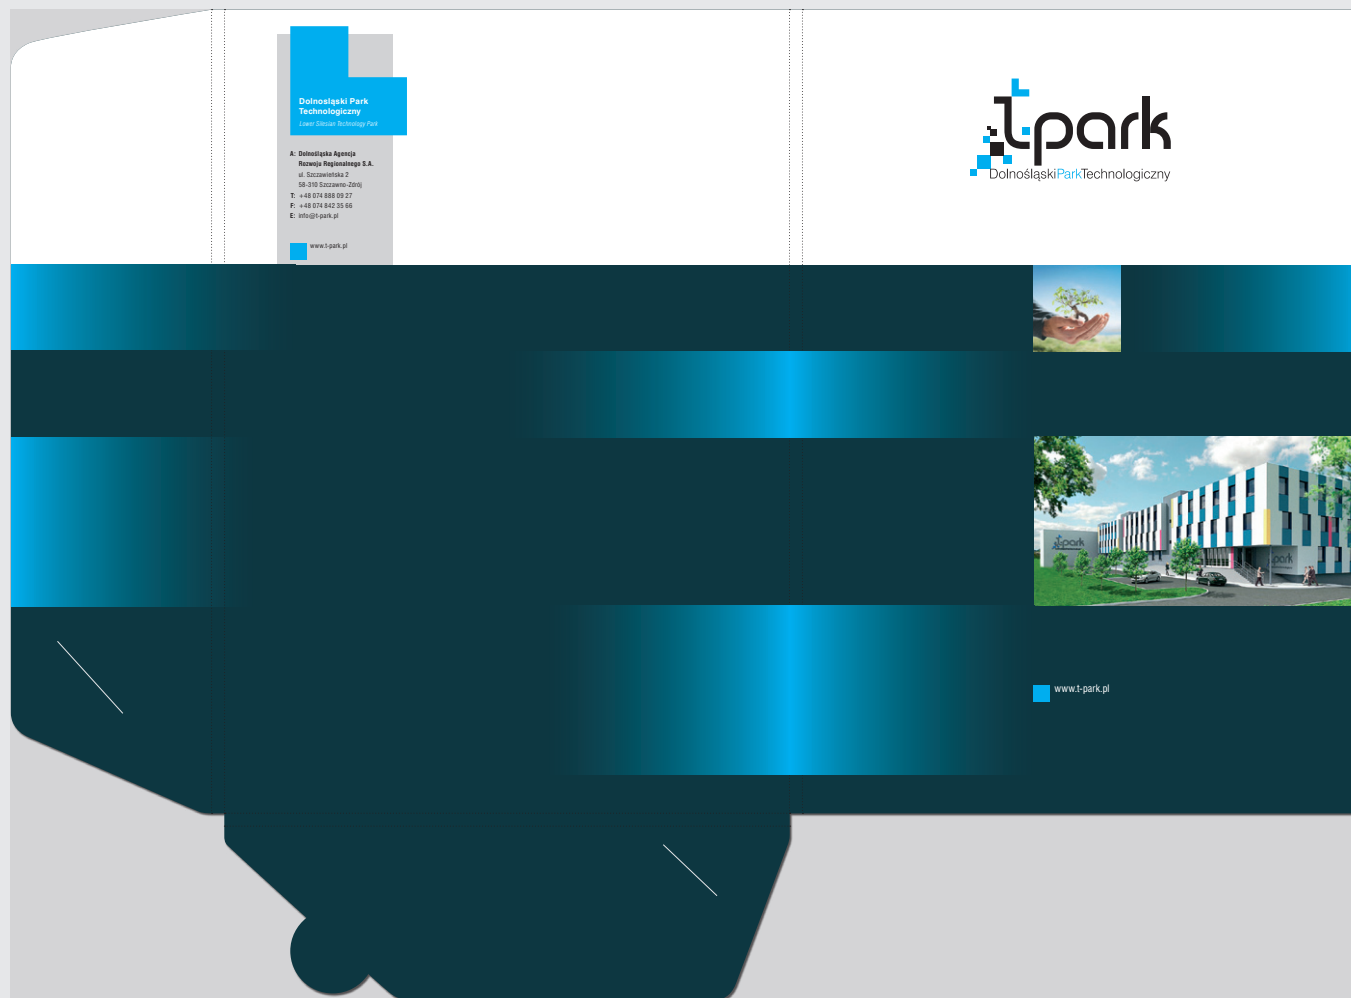 Dolnośląski Park
Technologiczny
Lower Silesian Technology Park
A: Dolnośląska Agencja
Rozwoju Regionalnego S.A.
ul. Szczawieńska 2
58-310 Szczawno-Zdrój
T: +48 074 888 09 27
F: +48 074 842 35 66
E: info@t-park.pl
www.t-park.pl
t-park
DolnośląskiParkTechnologiczny
t-park
park
www.t-park.pl